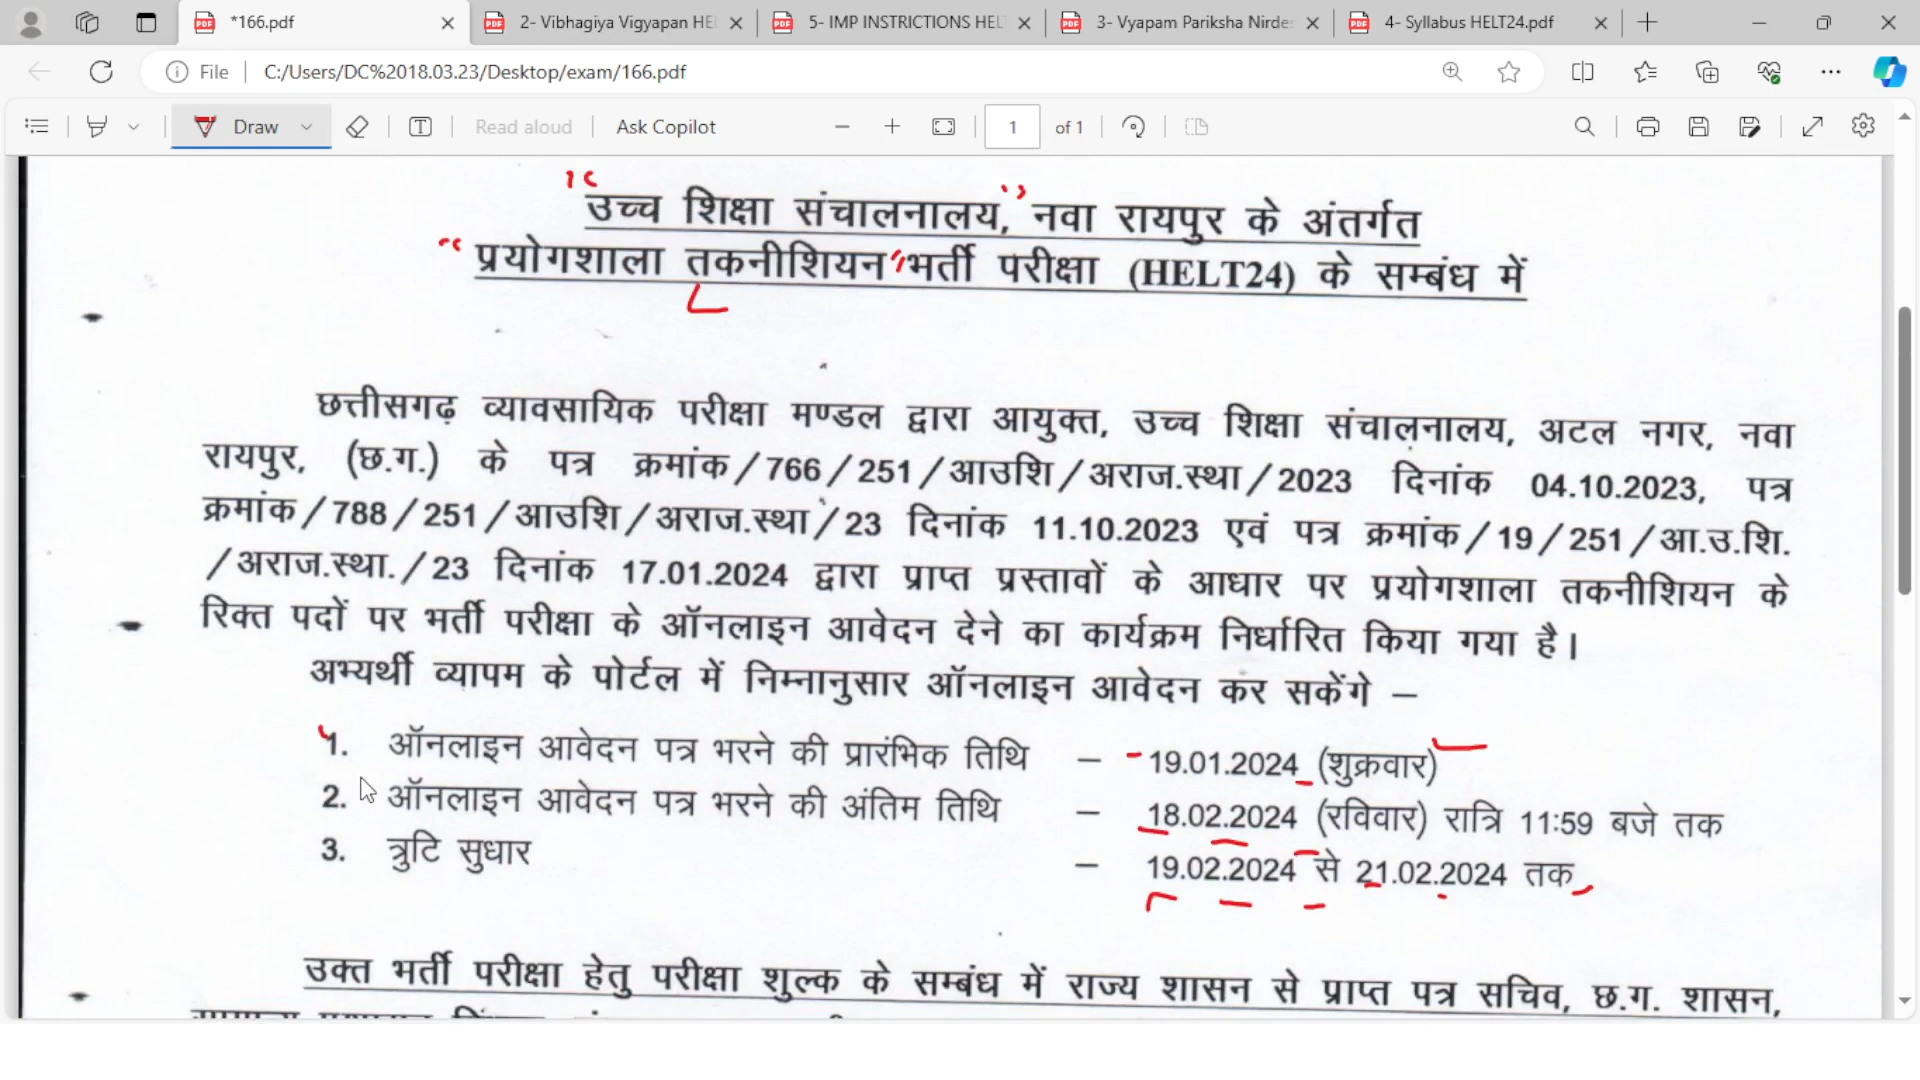 *166.pdf
2- Vibhagiya Vigyapan HEL
5- IMP INSTRICTIONS HEL
3- Vyapam Pariksha Nirdes
4- Syllabus HELT24.pdf
File
C:/Users/DC%2018.03.23/Desktop/exam/166.pdf
Draw
Read aloud
Ask Copilot
1
of 1
उच्च शिक्षा संचालनालय, नवा रायपुर के अंतर्गत
प्रयोगशाला तकनीशियन भर्ती परीक्षा (HELT24) के सम्बंध में
छत्तीसगढ़ व्यावसायिक परीक्षा मण्डल द्वारा आयुक्त, उच्च शिक्षा संचालनालय, अटल नगर, नवा
रायपुर, (छ.ग.) के पत्र क्रमांक/766/251/आउशि/अराज.स्था/2023 दिनांक 04.10.2023, पत्र
क्रमांक/788/251/आउशि/अराज.स्था/23 दिनांक 11.10.2023 एवं पत्र क्रमांक/19/251/आ.उ.शि.
/अराज.स्था./23 दिनांक 17.01.2024 द्वारा प्राप्त प्रस्तावों के आधार पर प्रयोगशाला तकनीशियन के
रिक्त पदों पर भर्ती परीक्षा के ऑनलाइन आवेदन देने का कार्यक्रम निर्धारित किया गया है।
अभ्यर्थी व्यापम के पोर्टल में निम्नानुसार ऑनलाइन आवेदन कर सकेंगे –
1. ऑनलाइन आवेदन पत्र भरने की प्रारंभिक तिथि – 19.01.2024 (शुक्रवार)
2. ऑनलाइन आवेदन पत्र भरने की अंतिम तिथि – 18.02.2024 (रविवार) रात्रि 11:59 बजे तक
3. त्रुटि सुधार – 19.02.2024 से 21.02.2024 तक
उक्त भर्ती परीक्षा हेतु परीक्षा शुल्क के सम्बंध में राज्य शासन से प्राप्त पत्र सचिव, छ.ग. शासन,